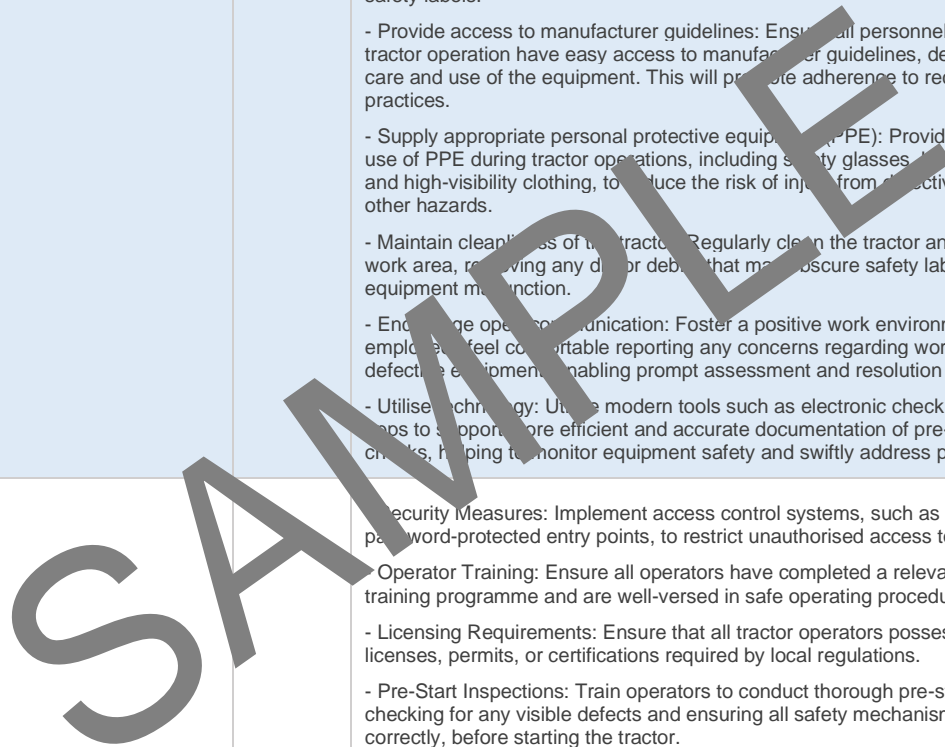 safety labels.
- Provide access to manufacturer guidelines: Ensure all personnel
tractor operation have easy access to manufacturer guidelines, de
care and use of the equipment. This will promote adherence to rec
practices.
- Supply appropriate personal protective equipment (PPE): Provid
use of PPE during tractor operations, including safety glasses,
and high-visibility clothing, to reduce the risk of injury from defectiv
other hazards.
- Maintain cleanliness of the tractor: Regularly clean the tractor an
work area, removing any dirt or debris that may obscure safety lab
equipment malfunction.
- Encourage open communication: Foster a positive work environm
employees feel comfortable reporting any concerns regarding wor
defective equipment, enabling prompt assessment and resolution
- Utilise technology: Utilise modern tools such as electronic check
apps to support more efficient and accurate documentation of pre-
checks, helping to monitor equipment safety and swiftly address p
- Security Measures: Implement access control systems, such as
password-protected entry points, to restrict unauthorised access to
- Operator Training: Ensure all operators have completed a releva
training programme and are well-versed in safe operating procedu
- Licensing Requirements: Ensure that all tractor operators posses
licenses, permits, or certifications required by local regulations.
- Pre-Start Inspections: Train operators to conduct thorough pre-s
checking for any visible defects and ensuring all safety mechanism
correctly, before starting the tractor.
SAMPLE